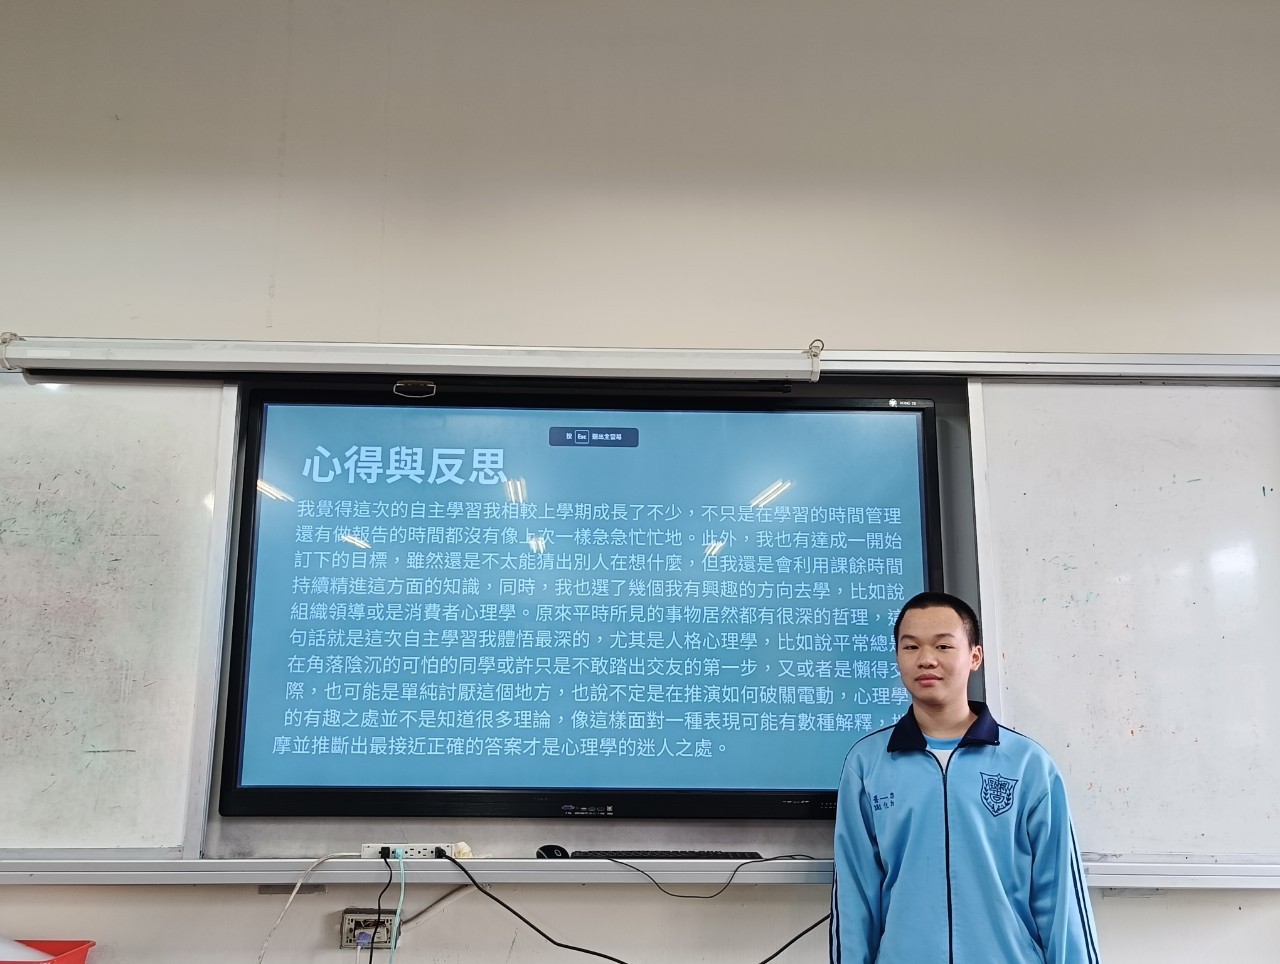 按 Esc 退出全螢幕
心得與反思
我覺得這次的自主學習我相較上學期成長了不少，不只是在學習的時間管理
還有做報告的時間都沒有像上次一樣急急忙忙地。此外，我也有達成一開始
訂下的目標，雖然還是不太能猜出別人在想什麼，但我還是會利用課餘時間
持續精進這方面的知識，同時，我也選了幾個我有興趣的方向去學，比如說
組織領導或是消費者心理學。原來平時所見的事物居然都有很深的哲理，這
句話就是這次自主學習我體悟最深的，尤其是人格心理學，比如說平常總是
在角落陰沉的可怕的同學或許只是不敢踏出交友的第一步，又或者是懶得交
際，也可能是單純討厭這個地方，也說不定是在推演如何破關電動，心理學
的有趣之處並不是知道很多理論，像這樣面對一種表現可能有數種解釋，揣
摩並推斷出最接近正確的答案才是心理學的迷人之處。